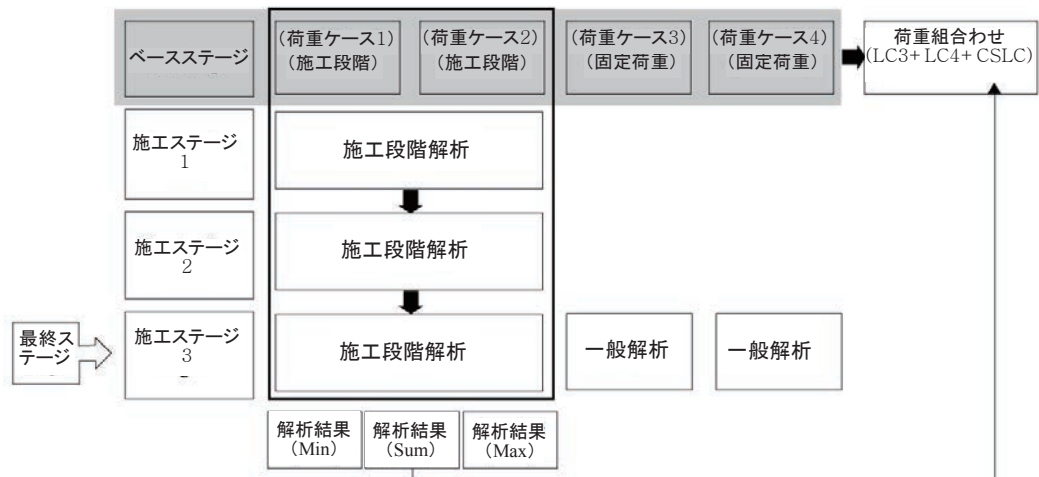 ベースステージ
(荷重ケース1)
(施工段階)
(荷重ケース2)
(施工段階)
(荷重ケース3)
(固定荷重)
(荷重ケース4)
(固定荷重)
荷重組合わせ
(LC3+LC4+CSLC)
施工ステージ
1
施工段階解析
施工ステージ
2
施工段階解析
最終ス
テージ
施工ステージ
3
施工段階解析
一般解析
一般解析
解析結果
(Min)
解析結果
(Sum)
解析結果
(Max)